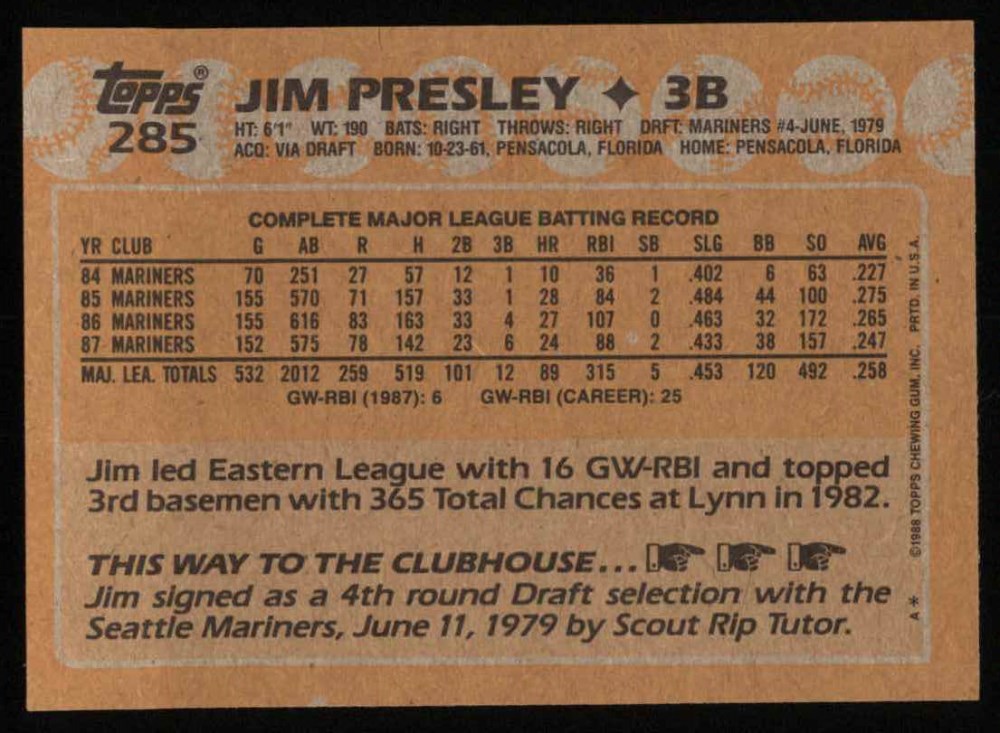 topps®
285
JIM PRESLEY ✦ 3B
HT: 6'1" WT: 190 BATS: RIGHT THROWS: RIGHT DRFT: MARINERS #4-JUNE, 1979
ACQ: VIA DRAFT BORN: 10-23-61, PENSACOLA, FLORIDA HOME: PENSACOLA, FLORIDA
COMPLETE MAJOR LEAGUE BATTING RECORD
YR CLUB G AB R H 2B 3B HR RBI SB SLG BB SO AVG
84 MARINERS 70 251 27 57 12 1 10 36 1 .402 6 63 .227
85 MARINERS 155 570 71 157 33 1 28 84 2 .484 44 100 .275
86 MARINERS 155 616 83 163 33 4 27 107 0 .463 32 172 .265
87 MARINERS 152 575 78 142 23 6 24 88 2 .433 38 157 .247
MAJ. LEA. TOTALS 532 2012 259 519 101 12 89 315 5 .453 120 492 .258
GW-RBI (1987): 6 GW-RBI (CAREER): 25
Jim led Eastern League with 16 GW-RBI and topped
3rd basemen with 365 Total Chances at Lynn in 1982.
THIS WAY TO THE CLUBHOUSE...
Jim signed as a 4th round Draft selection with the
Seattle Mariners, June 11, 1979 by Scout Rip Tutor.
A* ©1988 TOPPS CHEWING GUM, INC. PRTD. IN U.S.A.